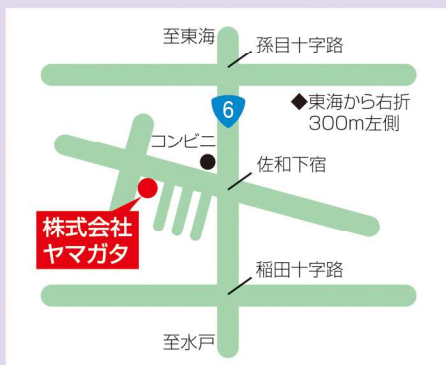 至東海
孫目十字路
6
◆東海から右折
300m左側
コンビニ
佐和下宿
株式会社
ヤマガタ
稲田十字路
至水戸